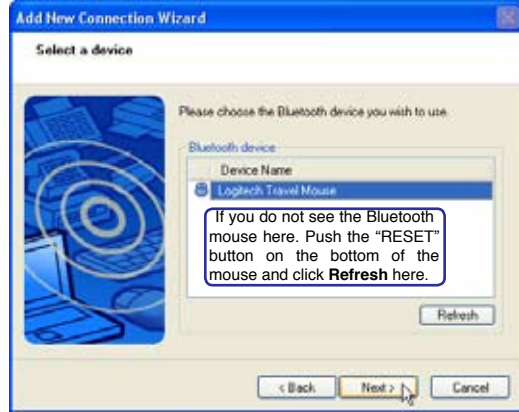 Add New Connection Wizard
Select a device
Please choose the Bluetooth device you wish to use.
Bluetooth device
Device Name
Logitech Travel Mouse
If you do not see the Bluetooth
mouse here. Push the “RESET”
button on the bottom of the
mouse and click Refresh here.
Refresh
< Back Next > Cancel